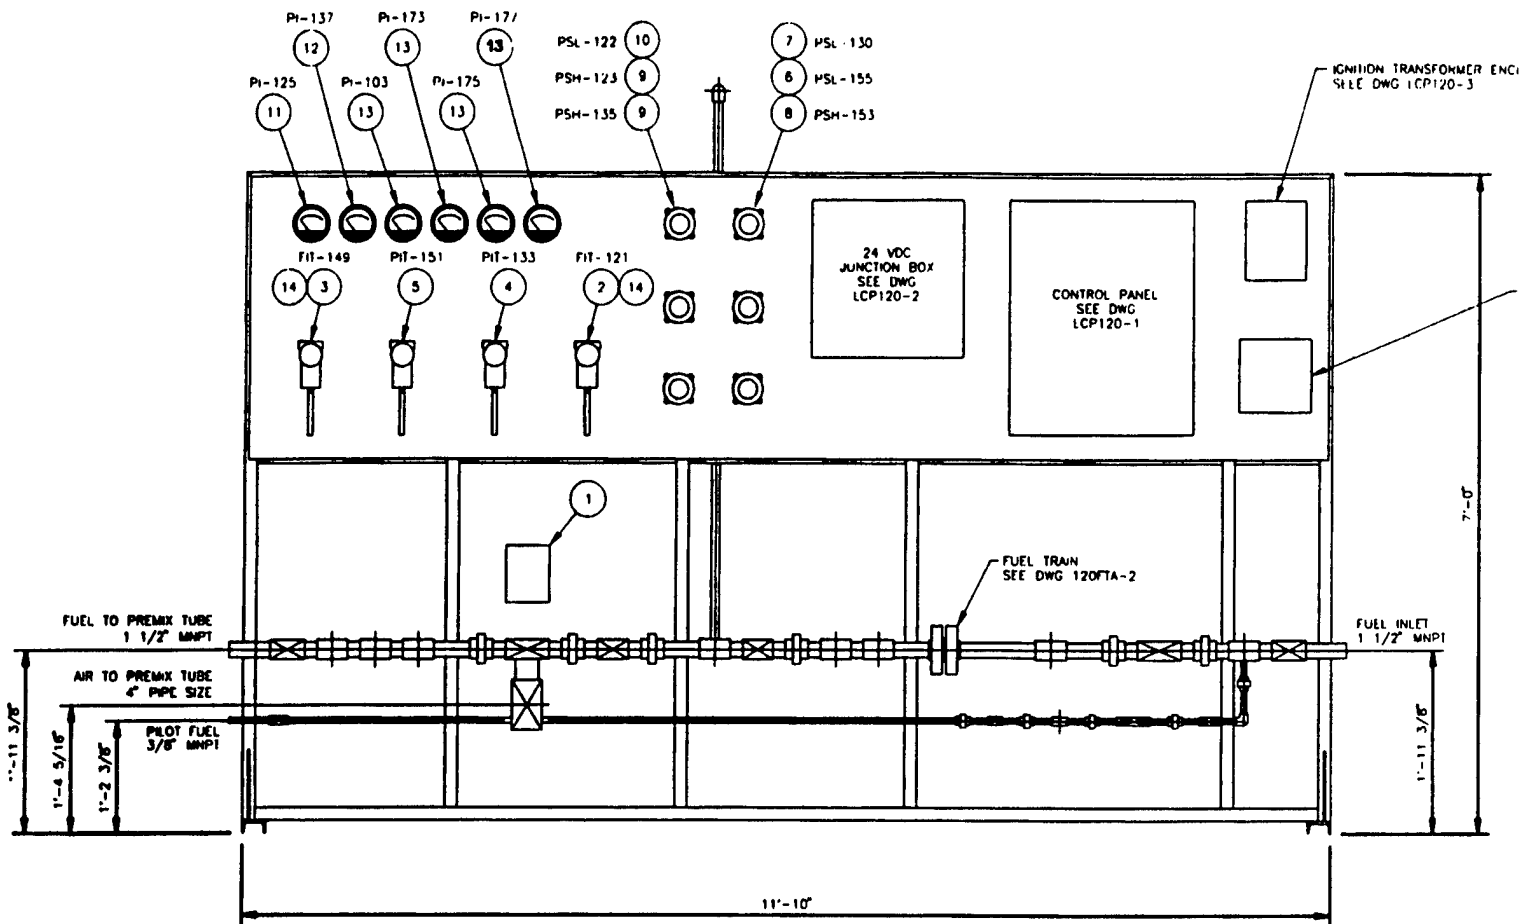 PI-137 PI-173 PI-177
12 13 13
PI-125 PI-103 PI-175
11 13 13
PSL-122 10
PSH-123 9
PSH-135 9
7 PSL-130
6 PSL-155
8 PSH-153
IGNITION TRANSFORMER
SEE DWG LCP120-3
FIT-149 PIT-151 PIT-133 FIT-121
14 3 5 4 2 14
24 VDC
JUNCTION BOX
SEE DWG
LCP120-2
CONTROL PANEL
SEE DWG
LCP120-1
1
FUEL TRAIN
SEE DWG 120FTA-2
FUEL TO PREMIX TUBE
1 1/2" MNPT
AIR TO PREMIX TUBE
4" PIPE SIZE
PILOT FUEL
3/8" MNPT
FUEL INLET
1 1/2" MNPT
1'-11 3/8"
1'-4 5/16"
1'-2 3/8"
1'-11 3/8"
7'-0"
11'-10"